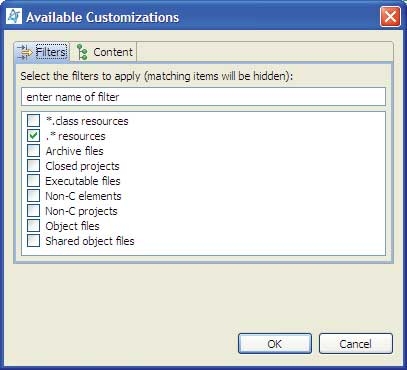 Available Customizations
Filters Content
Select the filters to apply (matching items will be hidden):
enter name of filter
*.class resources
.* resources
Archive files
Closed projects
Executable files
Non-C elements
Non-C projects
Object files
Shared object files
OK Cancel